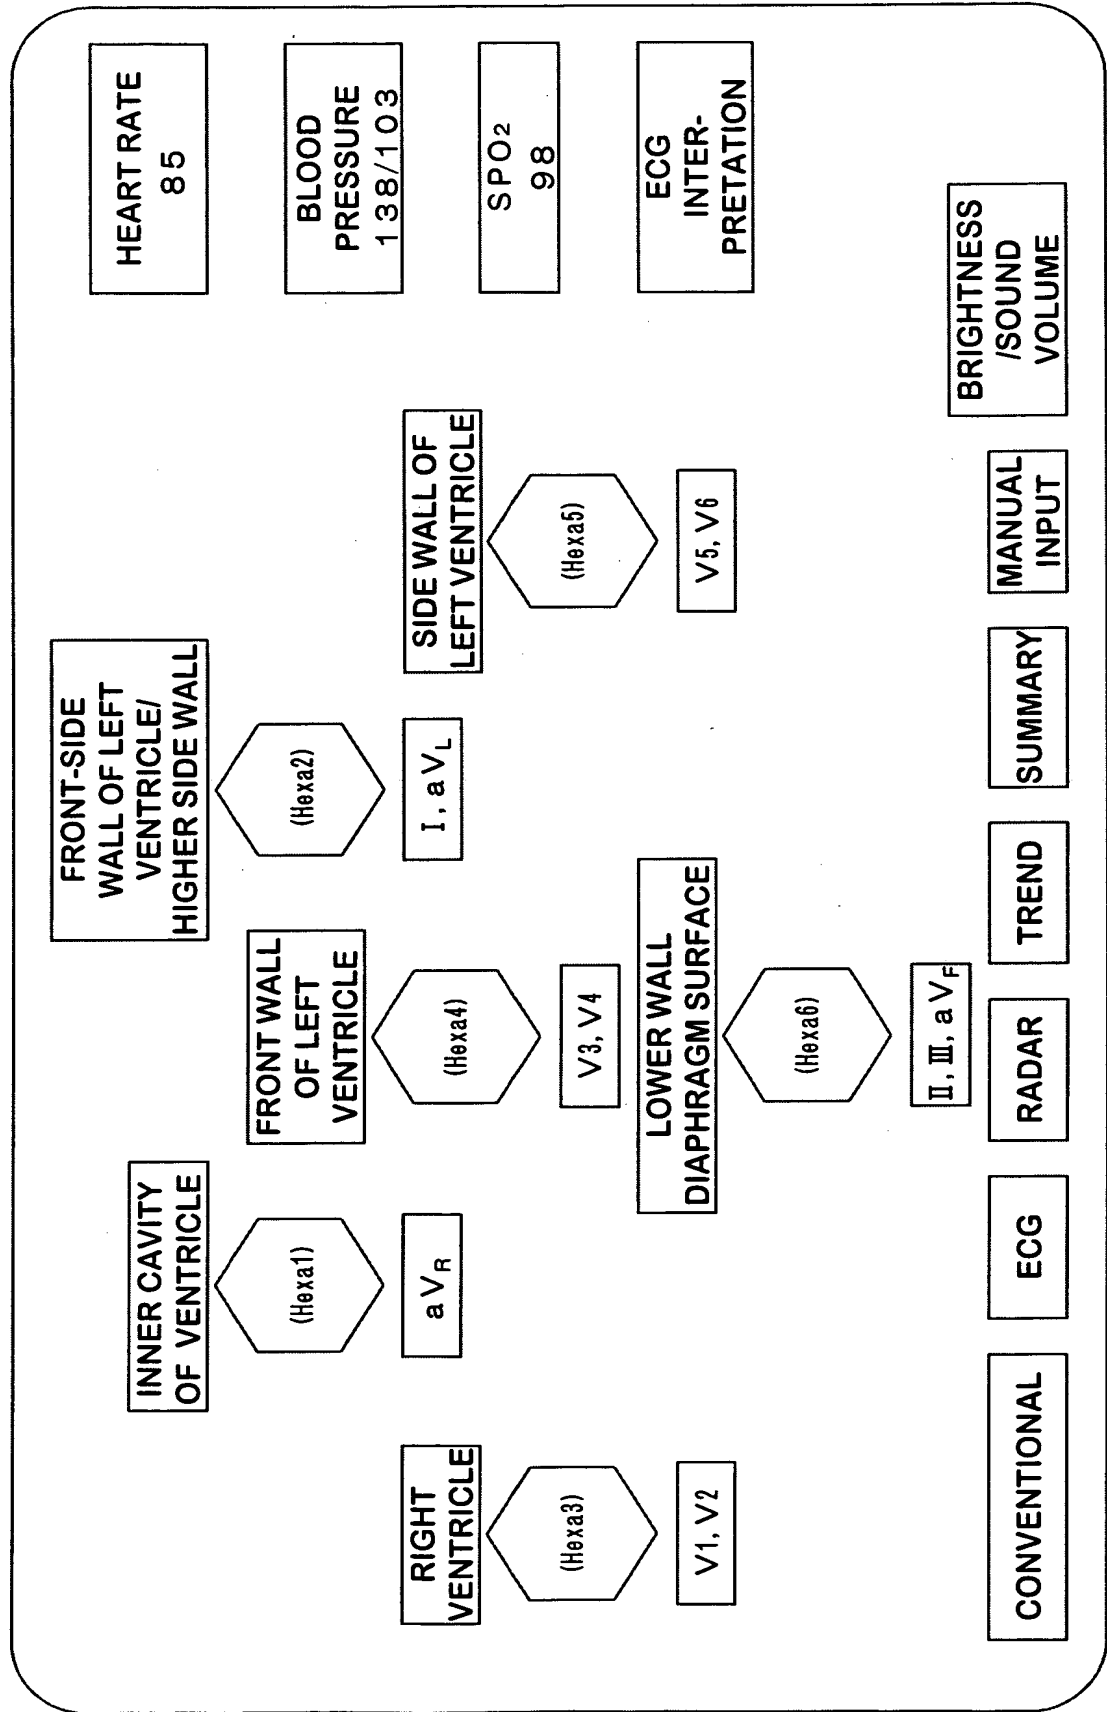 FRONT-SIDE
WALL OF LEFT
VENTRICLE/
HIGHER SIDE WALL
(Hexa2)
I, aVL
INNER CAVITY
OF VENTRICLE
(Hexa1)
aVR
FRONT WALL
OF LEFT
VENTRICLE
(Hexa4)
V3, V4
RIGHT
VENTRICLE
(Hexa3)
V1, V2
SIDE WALL OF
LEFT VENTRICLE
(Hexa5)
V5, V6
LOWER WALL
DIAPHRAGM SURFACE
(Hexa6)
II, III, aVF
HEART RATE
85
BLOOD
PRESSURE
138/103
SPO2
98
ECG
INTER-
PRETATION
CONVENTIONAL
ECG
RADAR
TREND
SUMMARY
MANUAL
INPUT
BRIGHTNESS
/SOUND
VOLUME